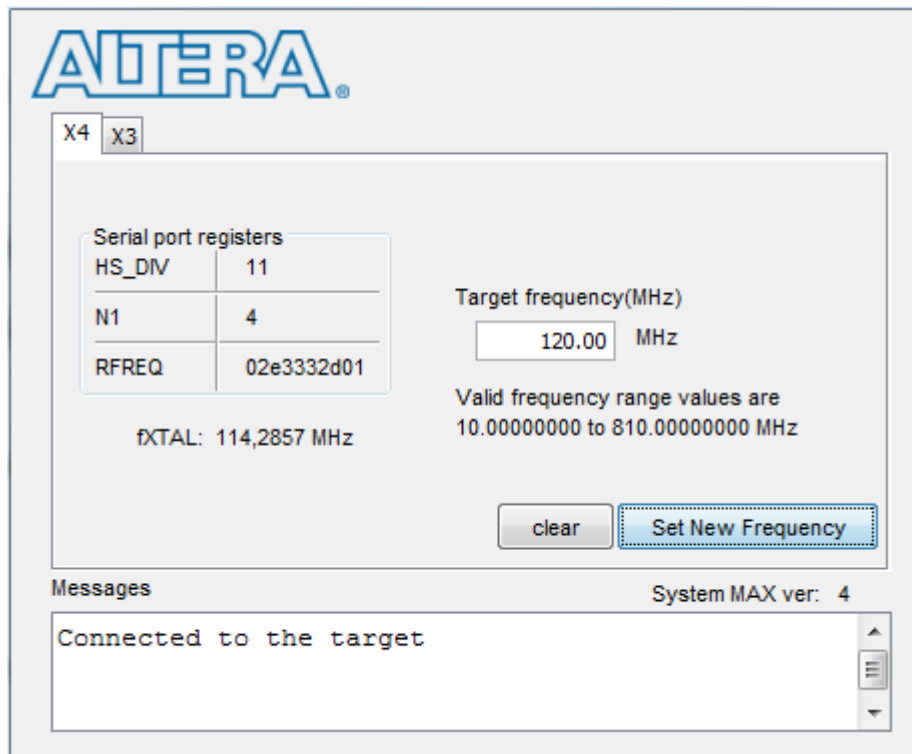 ALTERA®
X4 X3
Serial port registers
HS_DIV 11
N1 4
RFREQ 02e3332d01
fXTAL: 114,2857 MHz
Target frequency(MHz)
120.00 MHz
Valid frequency range values are
10.00000000 to 810.00000000 MHz
clear Set New Frequency
Messages System MAX ver: 4
Connected to the target